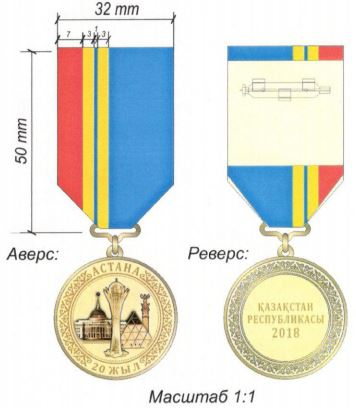 32 mm
7 3 1 3
50 mm
Аверс:
Реверс:
АСТАНА
20 ЖЫЛ
ҚАЗАҚСТАН
РЕСПУБЛИКАСЫ
2018
Масштаб 1:1